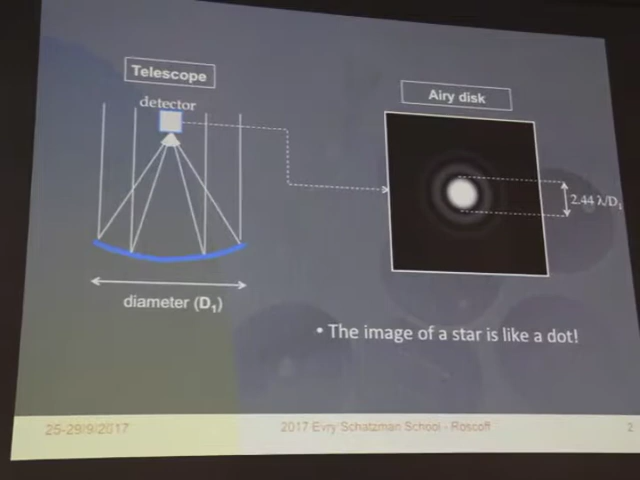 Telescope
detector
Airy disk
2.44 λ/D₁
diameter (D₁)
• The image of a star is like a dot!
25-29/9/2017
2017 Evry Schatzman School - Roscoff
2